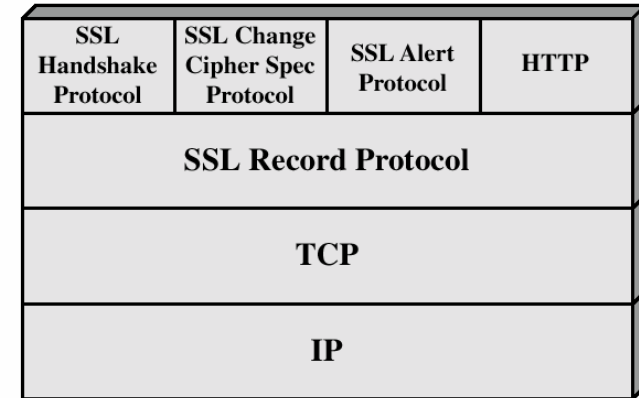 SSL
Handshake
Protocol
SSL Change
Cipher Spec
Protocol
SSL Alert
Protocol
HTTP
SSL Record Protocol
TCP
IP